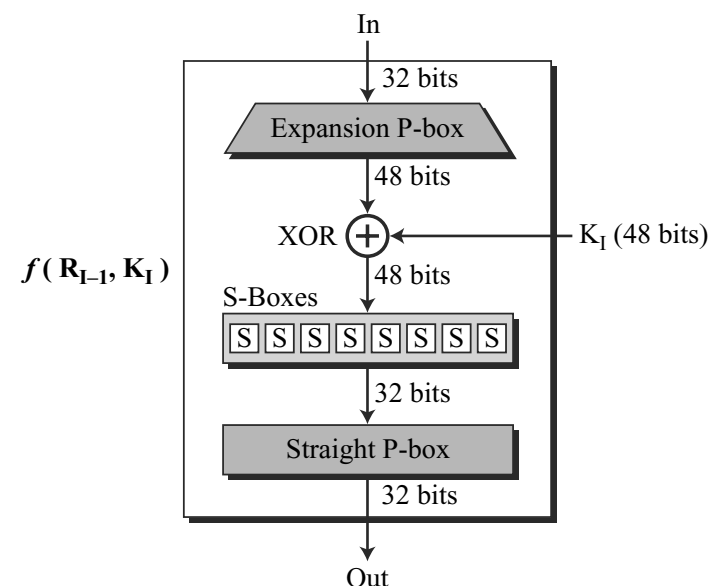 In
32 bits
Expansion P-box
48 bits
XOR
K_I (48 bits)
f ( R_I–1, K_I )
48 bits
S-Boxes
S S S S S S S S
32 bits
Straight P-box
32 bits
Out